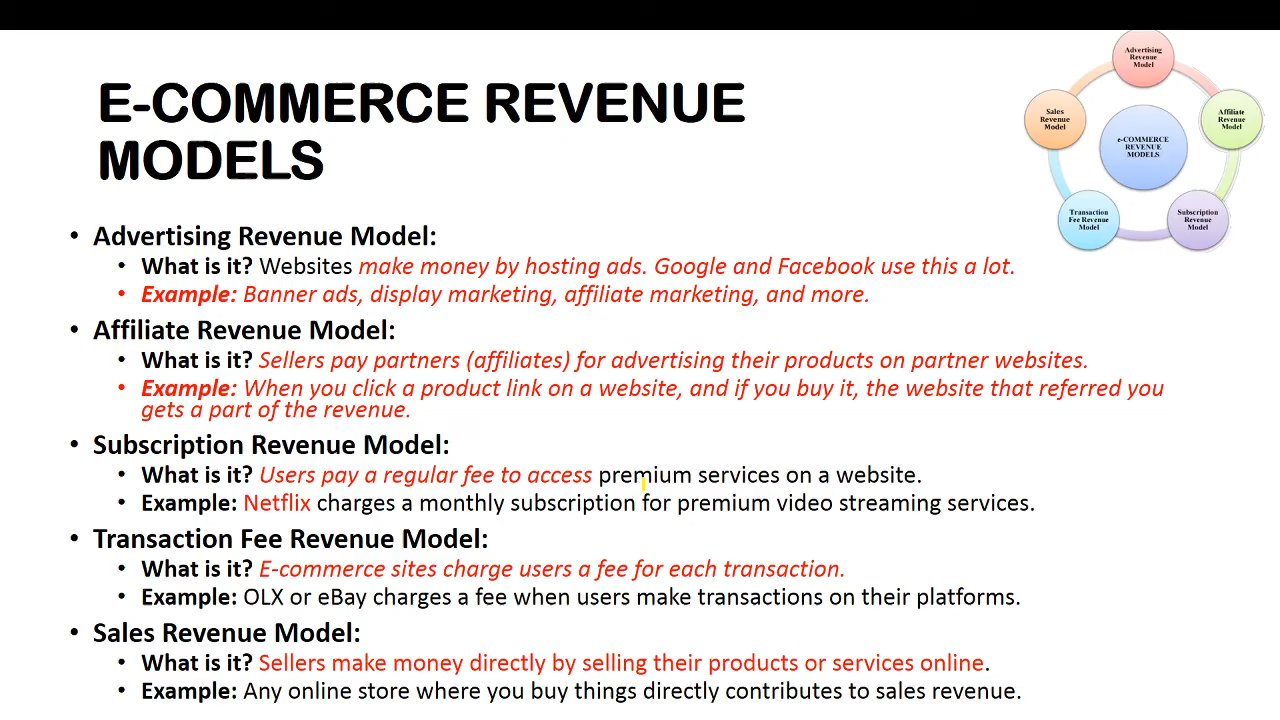 E-COMMERCE REVENUE
MODELS
Advertising
Revenue
Model
Sales
Revenue
Model
Affiliate
Revenue
Model
e-COMMERCE
REVENUE
MODELS
Transaction
Fee Revenue
Model
Subscription
Revenue
Model
• Advertising Revenue Model:
• What is it? Websites make money by hosting ads. Google and Facebook use this a lot.
• Example: Banner ads, display marketing, affiliate marketing, and more.
• Affiliate Revenue Model:
• What is it? Sellers pay partners (affiliates) for advertising their products on partner websites.
• Example: When you click a product link on a website, and if you buy it, the website that referred you
gets a part of the revenue.
• Subscription Revenue Model:
• What is it? Users pay a regular fee to access premium services on a website.
• Example: Netflix charges a monthly subscription for premium video streaming services.
• Transaction Fee Revenue Model:
• What is it? E-commerce sites charge users a fee for each transaction.
• Example: OLX or eBay charges a fee when users make transactions on their platforms.
• Sales Revenue Model:
• What is it? Sellers make money directly by selling their products or services online.
• Example: Any online store where you buy things directly contributes to sales revenue.